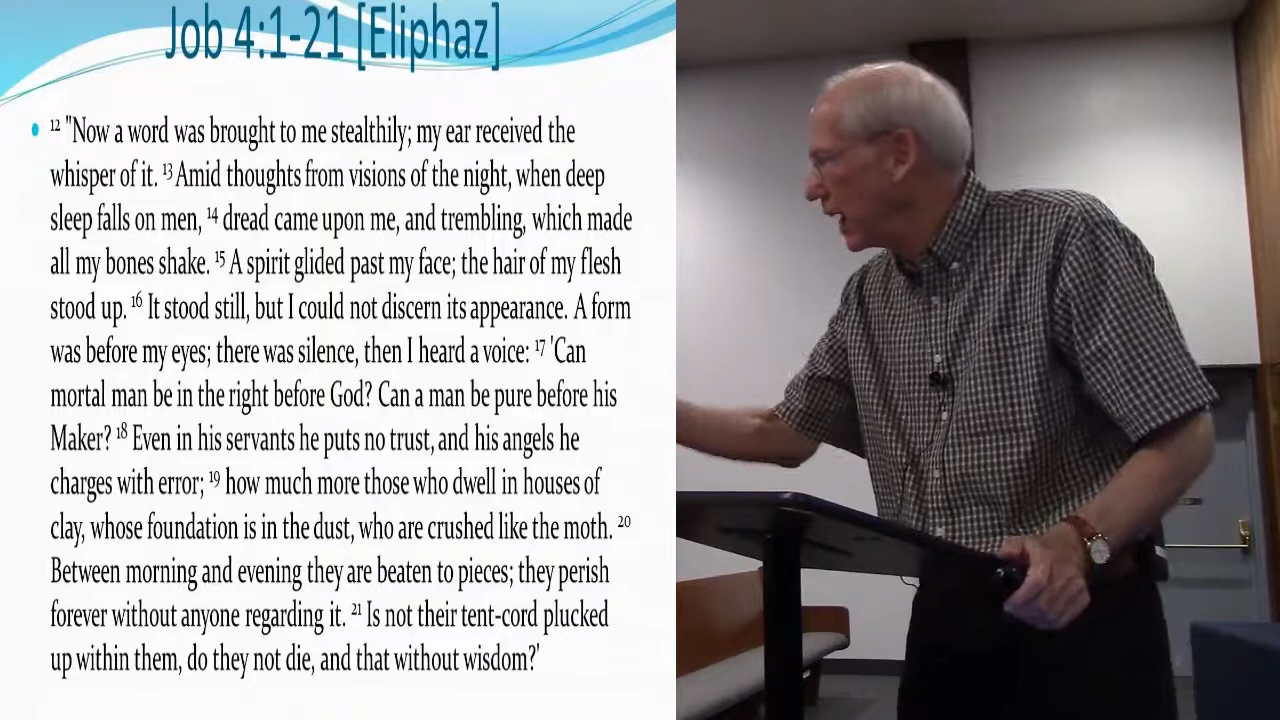 Job 4:1-21 [Eliphaz]
• ¹² "Now a word was brought to me stealthily; my ear received the
whisper of it. ¹³ Amid thoughts from visions of the night, when deep
sleep falls on men, ¹⁴ dread came upon me, and trembling, which made
all my bones shake. ¹⁵ A spirit glided past my face; the hair of my flesh
stood up. ¹⁶ It stood still, but I could not discern its appearance. A form
was before my eyes; there was silence, then I heard a voice: ¹⁷ 'Can
mortal man be in the right before God? Can a man be pure before his
Maker? ¹⁸ Even in his servants he puts no trust, and his angels he
charges with error; ¹⁹ how much more those who dwell in houses of
clay, whose foundation is in the dust, who are crushed like the moth. ²⁰
Between morning and evening they are beaten to pieces; they perish
forever without anyone regarding it. ²¹ Is not their tent-cord plucked
up within them, do they not die, and that without wisdom?'